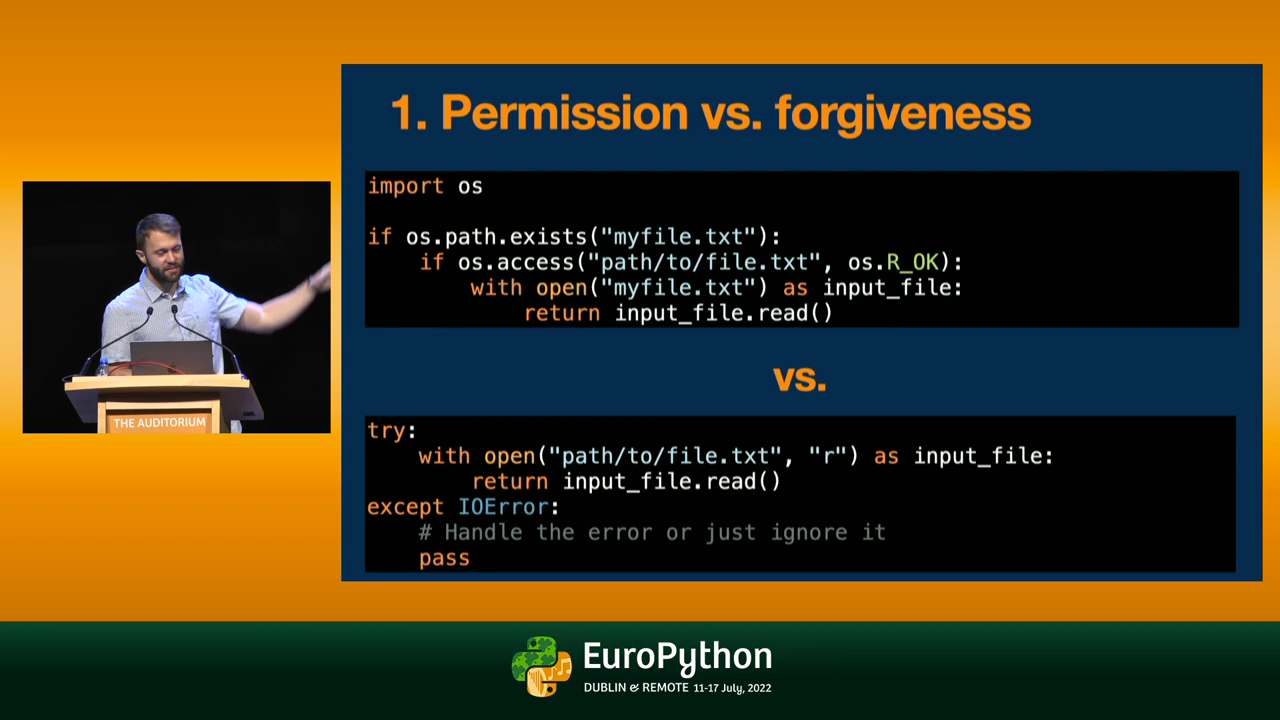 1. Permission vs. forgiveness
import os
if os.path.exists("myfile.txt"):
    if os.access("path/to/file.txt", os.R_OK):
        with open("myfile.txt") as input_file:
            return input_file.read()
vs.
try:
    with open("path/to/file.txt", "r") as input_file:
        return input_file.read()
except IOError:
    # Handle the error or just ignore it
    pass
THE AUDITORIUM
EuroPython
DUBLIN & REMOTE 11-17 July, 2022